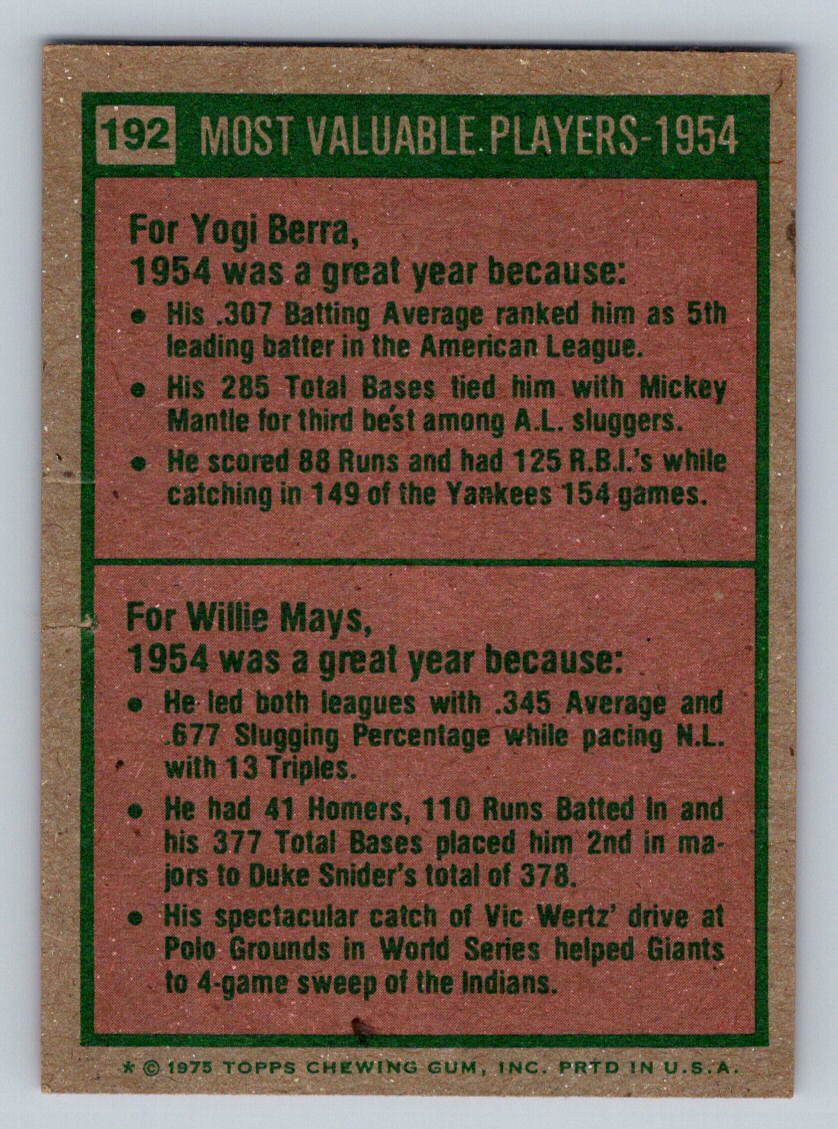 192
MOST VALUABLE PLAYERS-1954
For Yogi Berra,
1954 was a great year because:
• His .307 Batting Average ranked him as 5th
leading batter in the American League.
• His 285 Total Bases tied him with Mickey
Mantle for third best among A.L. sluggers.
• He scored 88 Runs and had 125 R.B.I.'s while
catching in 149 of the Yankees 154 games.
For Willie Mays,
1954 was a great year because:
• He led both leagues with .345 Average and
.677 Slugging Percentage while pacing N.L.
with 13 Triples.
• He had 41 Homers, 110 Runs Batted In and
his 377 Total Bases placed him 2nd in ma-
jors to Duke Snider's total of 378.
• His spectacular catch of Vic Wertz' drive at
Polo Grounds in World Series helped Giants
to 4-game sweep of the Indians.
* © 1975 TOPPS CHEWING GUM, INC. PRTD IN U.S.A.